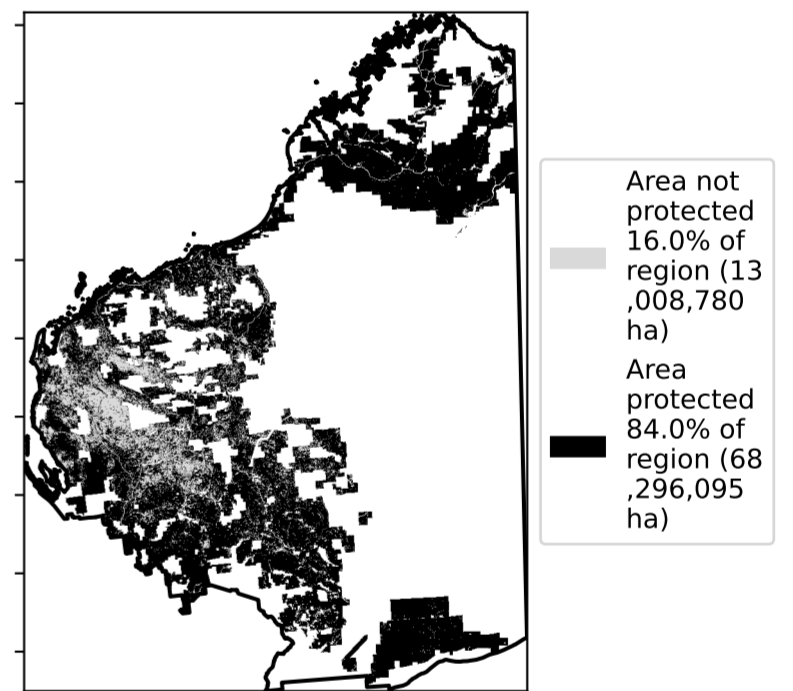 Area not
protected
16.0% of
region (13
,008,780
ha)
Area
protected
84.0% of
region (68
,296,095
ha)